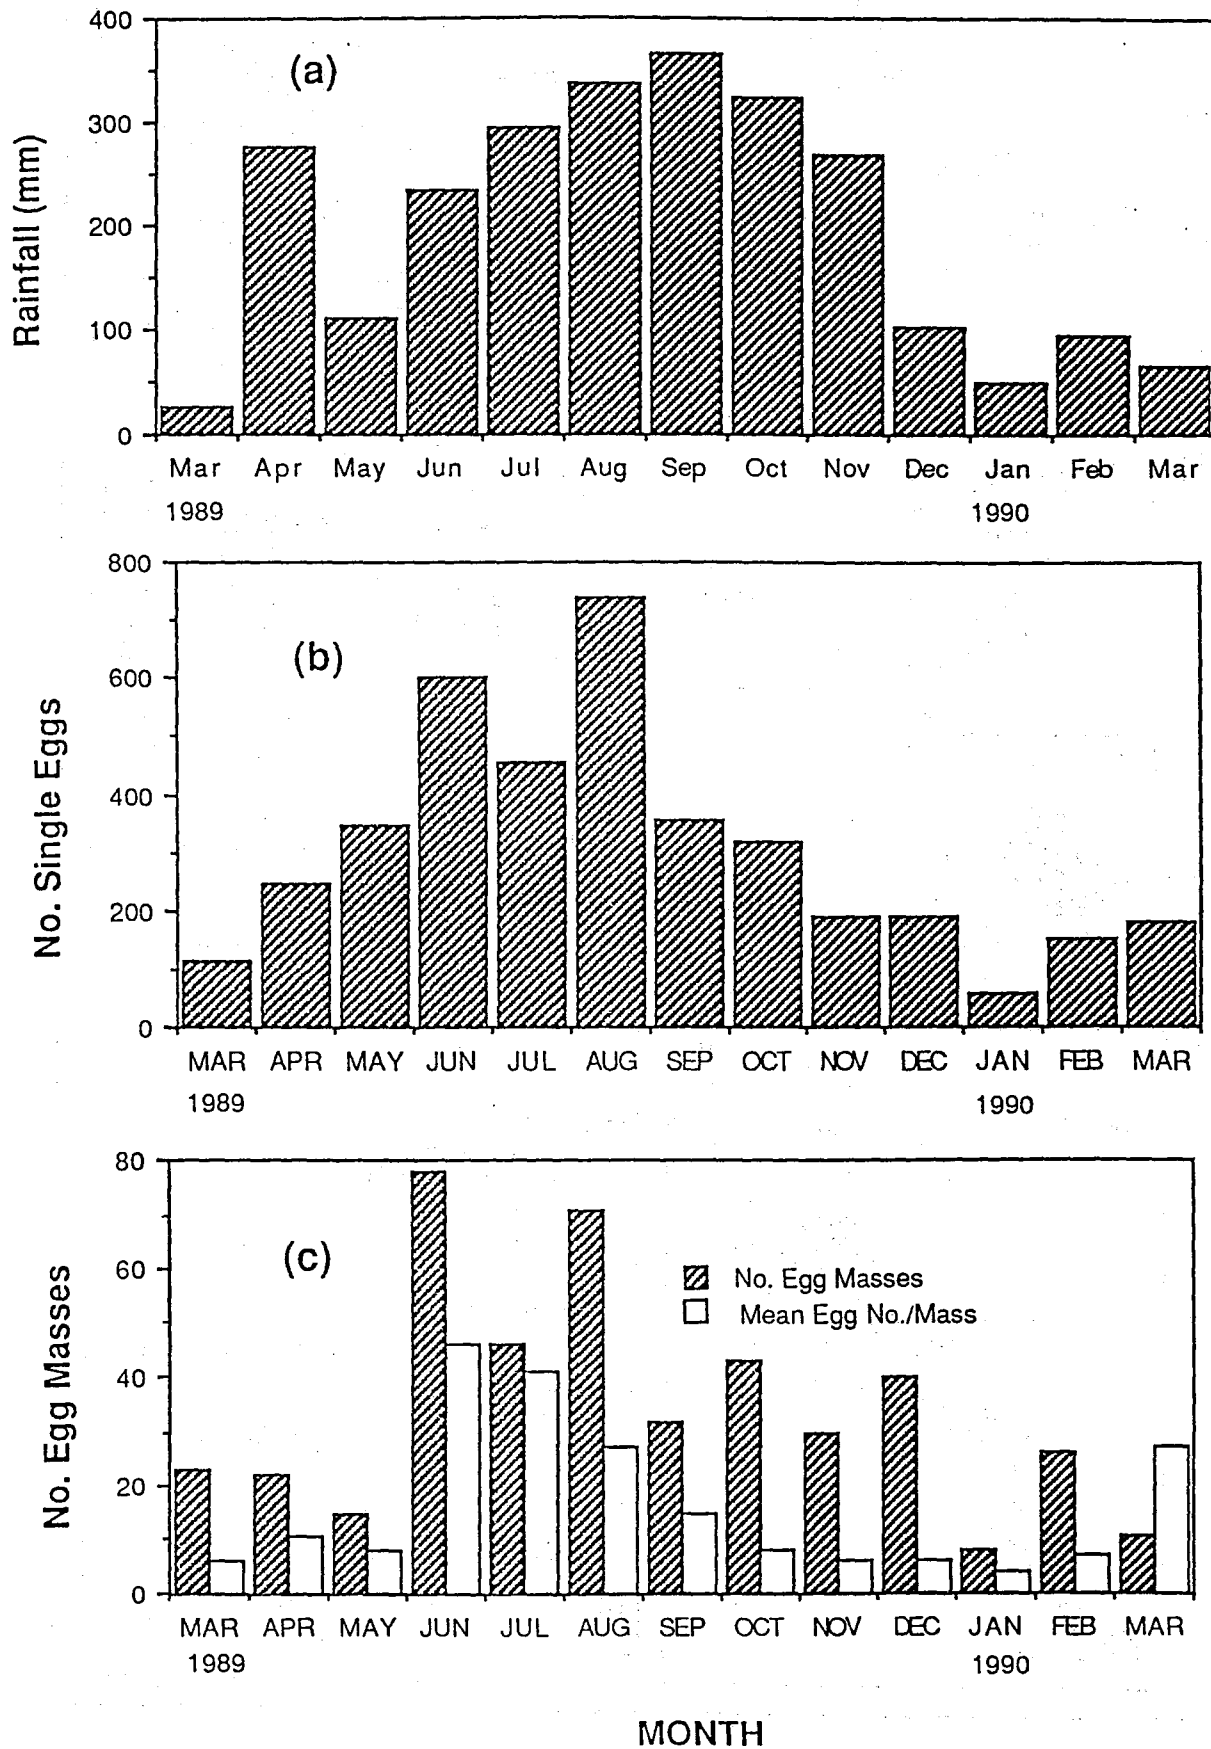 400
(a)
300
200
100
0
Rainfall (mm)
Mar Apr May Jun Jul Aug Sep Oct Nov Dec Jan Feb Mar
1989 1990
800
(b)
600
400
200
0
No. Single Eggs
MAR APR MAY JUN JUL AUG SEP OCT NOV DEC JAN FEB MAR
1989 1990
80
(c)
60
40
20
0
No. Egg Masses
No. Egg Masses
Mean Egg No./Mass
MAR APR MAY JUN JUL AUG SEP OCT NOV DEC JAN FEB MAR
1989 1990
MONTH